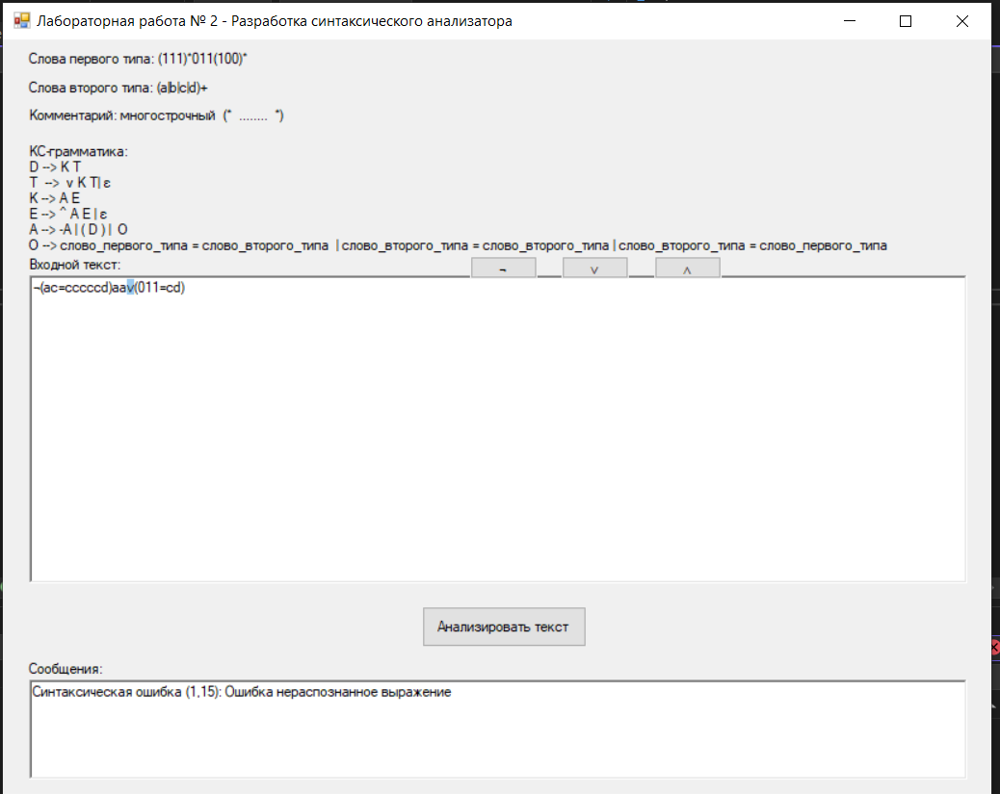 Лабораторная работа № 2 - Разработка синтаксического анализатора
Слова первого типа: (111)*011(100)*
Слова второго типа: (a|b|c|d)+
Комментарий: многострочный (* ........ *)
КС-грамматика:
D --> K T
T --> v K T| ε
K --> A E
E --> ^ A E | ε
A --> -A | ( D ) | O
O --> слово_первого_типа = слово_второго_типа | слово_второго_типа = слово_второго_типа | слово_второго_типа = слово_первого_типа
Входной текст:
¬ v ʌ
¬(ac=cccccd)aav(011=cd)
Анализировать текст
Сообщения:
Синтаксическая ошибка (1,15): Ошибка нераспознанное выражение